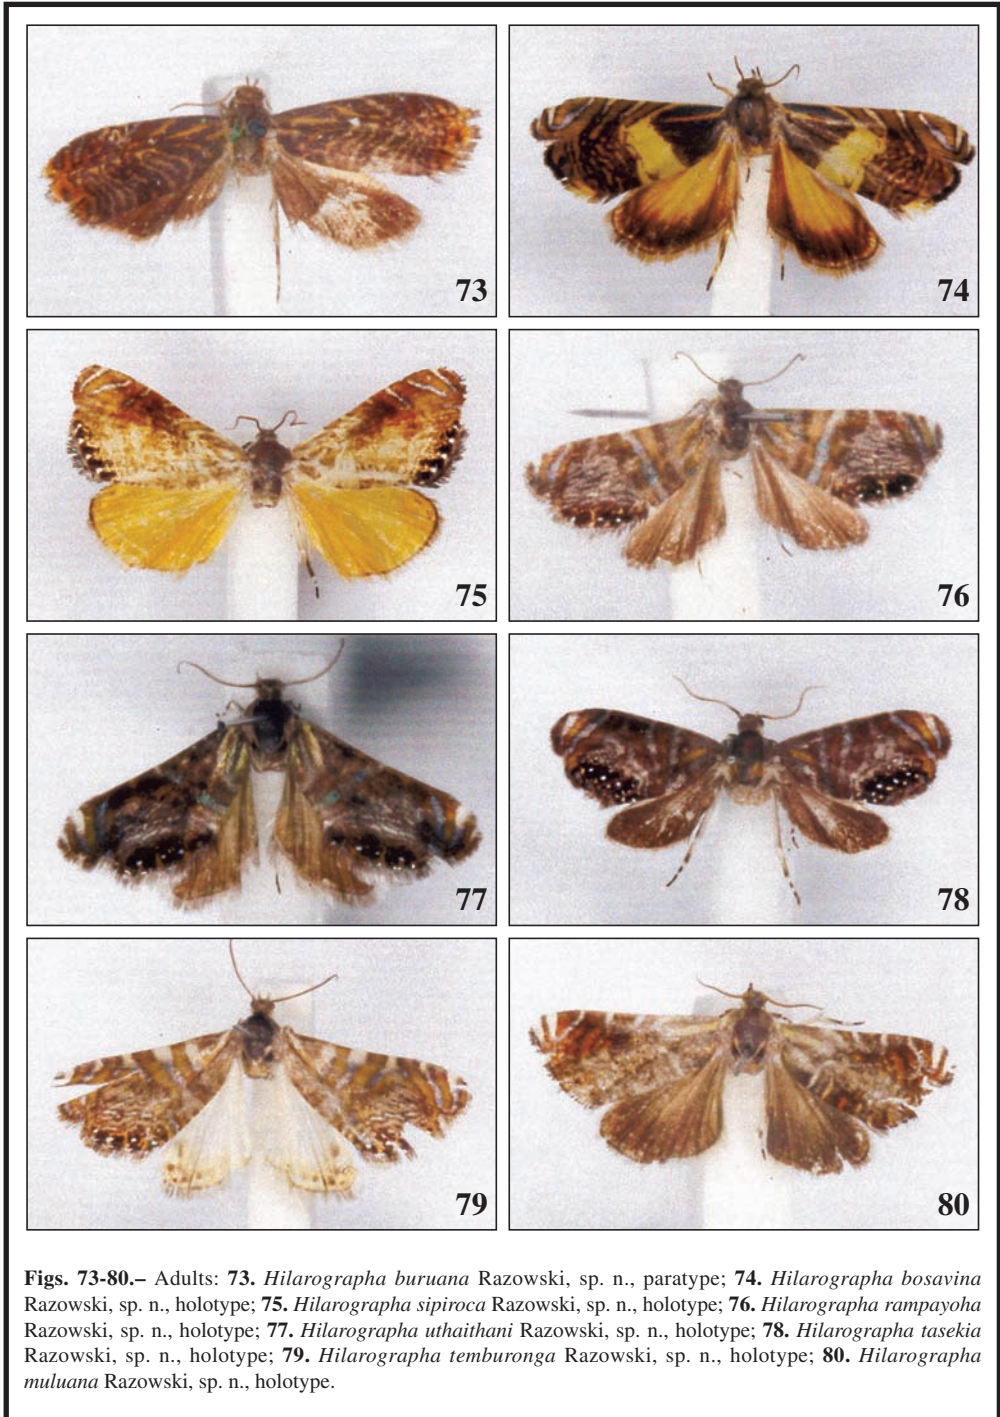 73
74
75
76
77
78
79
80
Figs. 73-80.– Adults: 73. Hilarographa buruana Razowski, sp. n., paratype; 74. Hilarographa bosavina
Razowski, sp. n., holotype; 75. Hilarographa sipiroca Razowski, sp. n., holotype; 76. Hilarographa rampayoha
Razowski, sp. n., holotype; 77. Hilarographa uthaithani Razowski, sp. n., holotype; 78. Hilarographa tasekia
Razowski, sp. n., holotype; 79. Hilarographa temburonga Razowski, sp. n., holotype; 80. Hilarographa
muluana Razowski, sp. n., holotype.